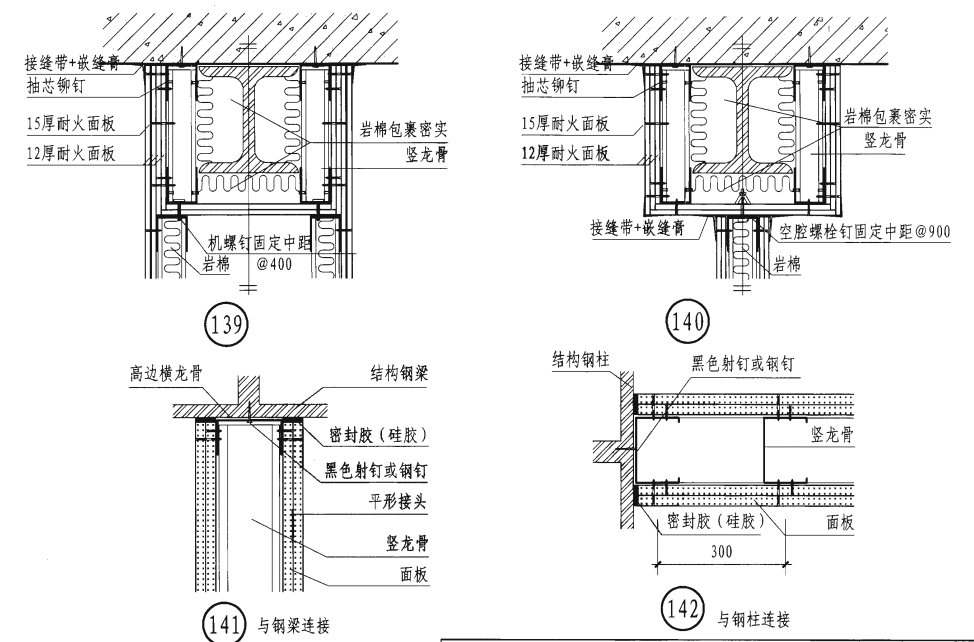 接缝带+嵌缝膏
抽芯铆钉
15厚耐火面板
12厚耐火面板
岩棉包裹密实
竖龙骨
机螺钉固定中距
@400
岩棉
139
接缝带+嵌缝膏
抽芯铆钉
15厚耐火面板
12厚耐火面板
岩棉包裹密实
竖龙骨
接缝带+嵌缝膏
空腔螺栓钉固定中距@900
岩棉
140
高边横龙骨
结构钢梁
密封胶(硅胶)
黑色射钉或钢钉
平形接头
竖龙骨
面板
141 与钢梁连接
结构钢柱
黑色射钉或钢钉
竖龙骨
密封胶(硅胶)
面板
300
142 与钢柱连接